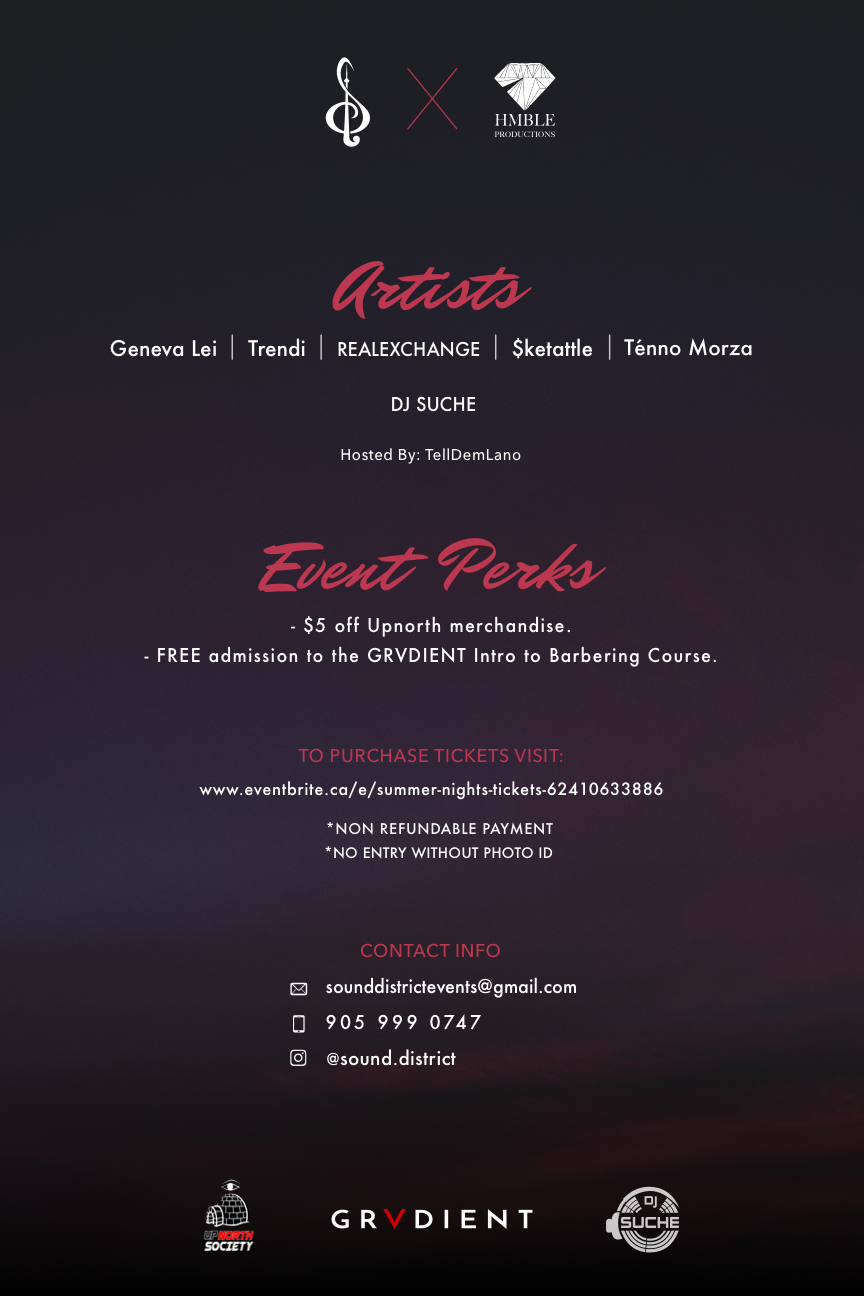 HMBLE
PRODUCTIONS
Artists
Geneva Lei | Trendi | REALEXCHANGE | $ketattle | Ténno Morza
DJ SUCHE
Hosted By: TellDemLano
Event Perks
- $5 off Upnorth merchandise.
- FREE admission to the GRVDIENT Intro to Barbering Course.
TO PURCHASE TICKETS VISIT:
www.eventbrite.ca/e/summer-nights-tickets-62410633886
*NON REFUNDABLE PAYMENT
*NO ENTRY WITHOUT PHOTO ID
CONTACT INFO
sounddistrictevents@gmail.com
905 999 0747
@sound.district
UPNORTH
SOCIETY
GRVDIENT
DJ
SUCHE